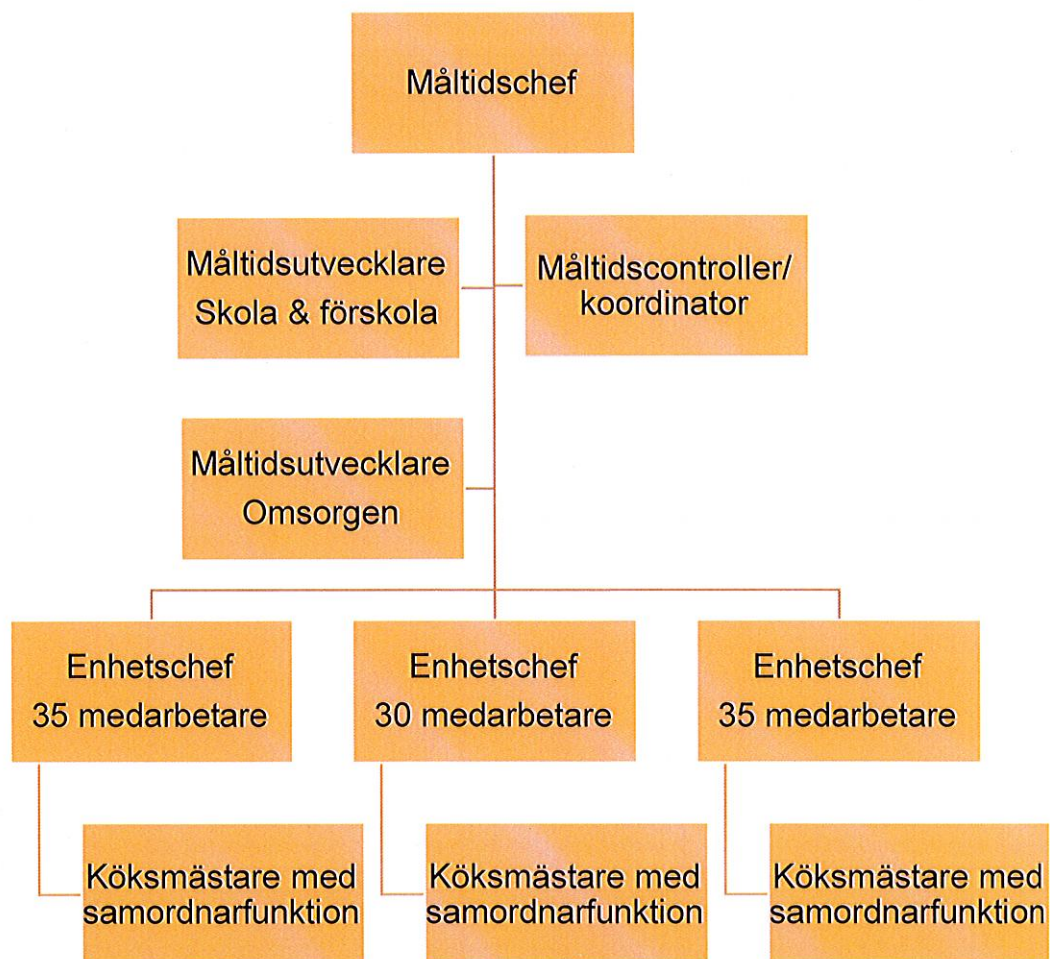 Måltidschef
Måltidsutvecklare
Skola & förskola
Måltidscontroller/
koordinator
Måltidsutvecklare
Omsorgen
Enhetschef
35 medarbetare
Enhetschef
30 medarbetare
Enhetschef
35 medarbetare
Köksmästare med
samordnarfunktion
Köksmästare med
samordnarfunktion
Köksmästare med
samordnarfunktion